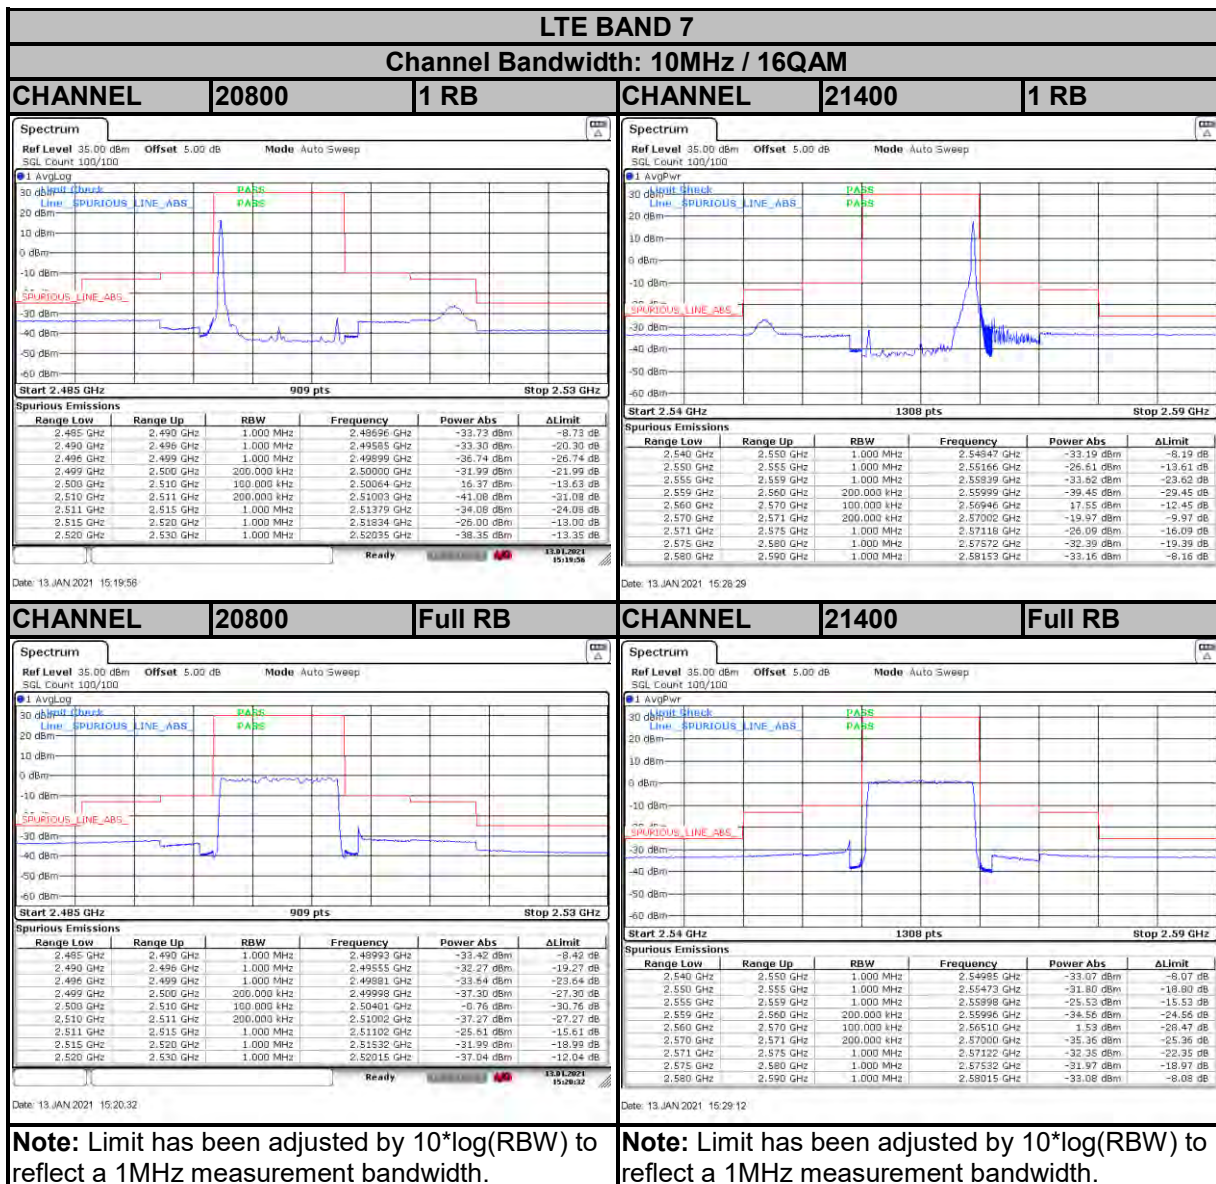 LTE BAND 7
Channel Bandwidth: 10MHz / 16QAM
CHANNEL 20800 1 RB
Spectrum
Ref Level 35.00 dBm Offset 5.00 dB Mode Auto Sweep
SGL Count 100/100
1 AvgLog
30 dBm Limit Check PASS
Line _SPURIOUS_LINE_ABS_ PASS
20 dBm
10 dBm
0 dBm
-10 dBm
_SPURIOUS_LINE_ABS_
-30 dBm
-40 dBm
-50 dBm
-60 dBm
Start 2.485 GHz 909 pts Stop 2.53 GHz
Spurious Emissions
Range Low Range Up RBW Frequency Power Abs ΔLimit
2.485 GHz 2.490 GHz 1.000 MHz 2.48696 GHz -33.73 dBm -8.73 dB
2.490 GHz 2.496 GHz 1.000 MHz 2.49585 GHz -33.30 dBm -20.30 dB
2.496 GHz 2.499 GHz 1.000 MHz 2.49899 GHz -36.74 dBm -26.74 dB
2.499 GHz 2.500 GHz 200.000 kHz 2.50000 GHz -31.99 dBm -21.99 dB
2.500 GHz 2.510 GHz 100.000 kHz 2.50064 GHz 16.37 dBm -13.63 dB
2.510 GHz 2.511 GHz 200.000 kHz 2.51003 GHz -41.08 dBm -31.08 dB
2.511 GHz 2.515 GHz 1.000 MHz 2.51379 GHz -34.08 dBm -24.08 dB
2.515 GHz 2.520 GHz 1.000 MHz 2.51834 GHz -26.00 dBm -13.00 dB
2.520 GHz 2.530 GHz 1.000 MHz 2.52035 GHz -38.35 dBm -13.35 dB
Ready 13.01.2021
15:19:56
Date: 13.JAN.2021 15:19:56
CHANNEL 21400 1 RB
Spectrum
Ref Level 35.00 dBm Offset 5.00 dB Mode Auto Sweep
SGL Count 100/100
1 AvgPwr
30 dBm Limit Check PASS
Line _SPURIOUS_LINE_ABS_ PASS
20 dBm
10 dBm
0 dBm
-10 dBm
_SPURIOUS_LINE_ABS_
-30 dBm
-40 dBm
-50 dBm
-60 dBm
Start 2.54 GHz 1308 pts Stop 2.59 GHz
Spurious Emissions
Range Low Range Up RBW Frequency Power Abs ΔLimit
2.540 GHz 2.550 GHz 1.000 MHz 2.54847 GHz -33.19 dBm -8.19 dB
2.550 GHz 2.555 GHz 1.000 MHz 2.55166 GHz -26.61 dBm -13.61 dB
2.555 GHz 2.559 GHz 1.000 MHz 2.55839 GHz -33.62 dBm -23.62 dB
2.559 GHz 2.560 GHz 200.000 kHz 2.55999 GHz -39.45 dBm -29.45 dB
2.560 GHz 2.570 GHz 100.000 kHz 2.56946 GHz 17.55 dBm -12.45 dB
2.570 GHz 2.571 GHz 200.000 kHz 2.57002 GHz -19.97 dBm -9.97 dB
2.571 GHz 2.575 GHz 1.000 MHz 2.57118 GHz -26.09 dBm -16.09 dB
2.575 GHz 2.580 GHz 1.000 MHz 2.57572 GHz -32.39 dBm -19.39 dB
2.580 GHz 2.590 GHz 1.000 MHz 2.58153 GHz -33.16 dBm -8.16 dB
Date: 13.JAN.2021 15:28:29
CHANNEL 20800 Full RB
Spectrum
Ref Level 35.00 dBm Offset 5.00 dB Mode Auto Sweep
SGL Count 100/100
1 AvgLog
30 dBm Limit Check PASS
Line _SPURIOUS_LINE_ABS_ PASS
20 dBm
10 dBm
0 dBm
-10 dBm
_SPURIOUS_LINE_ABS_
-30 dBm
-40 dBm
-50 dBm
-60 dBm
Start 2.485 GHz 909 pts Stop 2.53 GHz
Spurious Emissions
Range Low Range Up RBW Frequency Power Abs ΔLimit
2.485 GHz 2.490 GHz 1.000 MHz 2.48993 GHz -33.42 dBm -8.42 dB
2.490 GHz 2.496 GHz 1.000 MHz 2.49555 GHz -32.27 dBm -19.27 dB
2.496 GHz 2.499 GHz 1.000 MHz 2.49881 GHz -33.64 dBm -23.64 dB
2.499 GHz 2.500 GHz 200.000 kHz 2.49998 GHz -37.30 dBm -27.30 dB
2.500 GHz 2.510 GHz 100.000 kHz 2.50401 GHz -0.76 dBm -30.76 dB
2.510 GHz 2.511 GHz 200.000 kHz 2.51002 GHz -37.27 dBm -27.27 dB
2.511 GHz 2.515 GHz 1.000 MHz 2.51102 GHz -25.61 dBm -15.61 dB
2.515 GHz 2.520 GHz 1.000 MHz 2.51532 GHz -31.99 dBm -18.99 dB
2.520 GHz 2.530 GHz 1.000 MHz 2.52015 GHz -37.04 dBm -12.04 dB
Ready 13.01.2021
15:20:32
Date: 13.JAN.2021 15:20:32
CHANNEL 21400 Full RB
Spectrum
Ref Level 35.00 dBm Offset 5.00 dB Mode Auto Sweep
SGL Count 100/100
1 AvgPwr
30 dBm Limit Check PASS
Line _SPURIOUS_LINE_ABS_ PASS
20 dBm
10 dBm
0 dBm
-10 dBm
_SPURIOUS_LINE_ABS_
-30 dBm
-40 dBm
-50 dBm
-60 dBm
Start 2.54 GHz 1308 pts Stop 2.59 GHz
Spurious Emissions
Range Low Range Up RBW Frequency Power Abs ΔLimit
2.540 GHz 2.550 GHz 1.000 MHz 2.54985 GHz -33.07 dBm -8.07 dB
2.550 GHz 2.555 GHz 1.000 MHz 2.55473 GHz -31.80 dBm -18.80 dB
2.555 GHz 2.559 GHz 1.000 MHz 2.55898 GHz -25.53 dBm -15.53 dB
2.559 GHz 2.560 GHz 200.000 kHz 2.55996 GHz -34.56 dBm -24.56 dB
2.560 GHz 2.570 GHz 100.000 kHz 2.56510 GHz 1.53 dBm -28.47 dB
2.570 GHz 2.571 GHz 200.000 kHz 2.57000 GHz -35.36 dBm -25.36 dB
2.571 GHz 2.575 GHz 1.000 MHz 2.57122 GHz -32.35 dBm -22.35 dB
2.575 GHz 2.580 GHz 1.000 MHz 2.57532 GHz -31.97 dBm -18.97 dB
2.580 GHz 2.590 GHz 1.000 MHz 2.58015 GHz -33.08 dBm -8.08 dB
Date: 13.JAN.2021 15:29:12
Note: Limit has been adjusted by 10*log(RBW) to
reflect a 1MHz measurement bandwidth.
Note: Limit has been adjusted by 10*log(RBW) to
reflect a 1MHz measurement bandwidth.